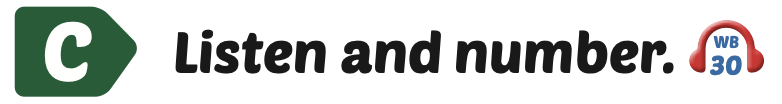 C Listen and number. WB 30